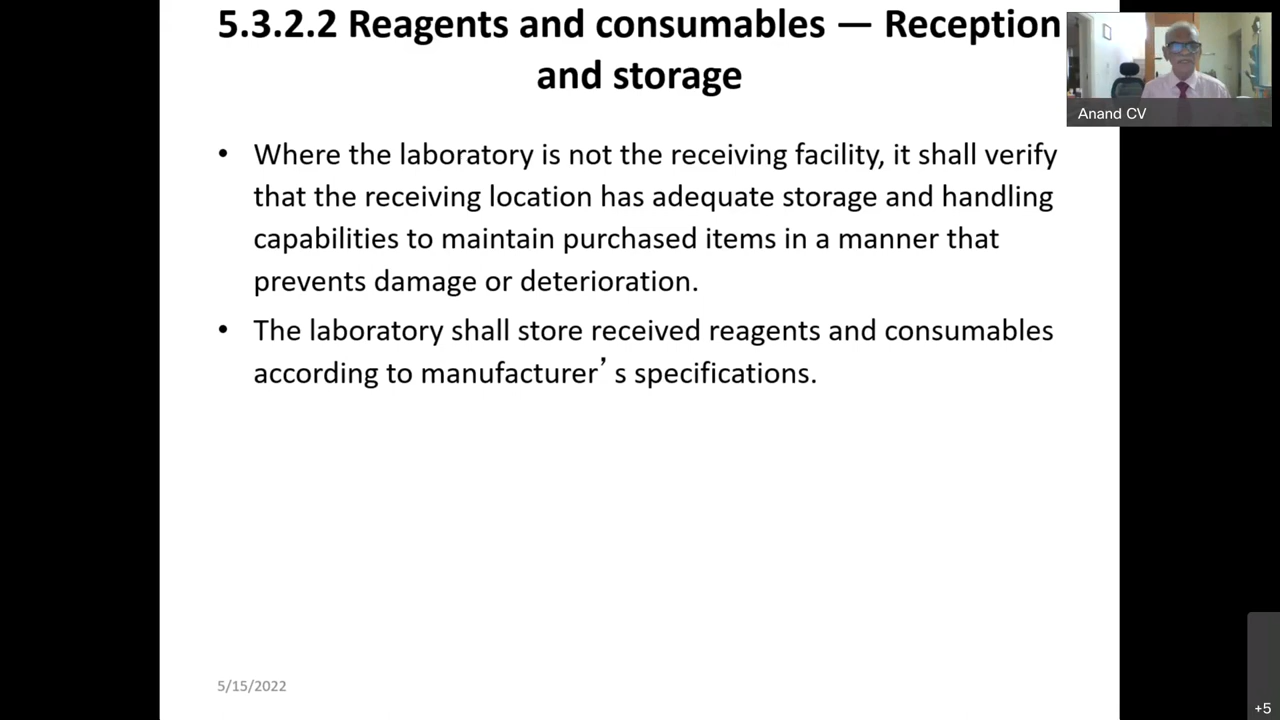 5.3.2.2 Reagents and consumables — Reception
and storage
Anand CV
• Where the laboratory is not the receiving facility, it shall verify
that the receiving location has adequate storage and handling
capabilities to maintain purchased items in a manner that
prevents damage or deterioration.
• The laboratory shall store received reagents and consumables
according to manufacturer’ s specifications.
5/15/2022
+5